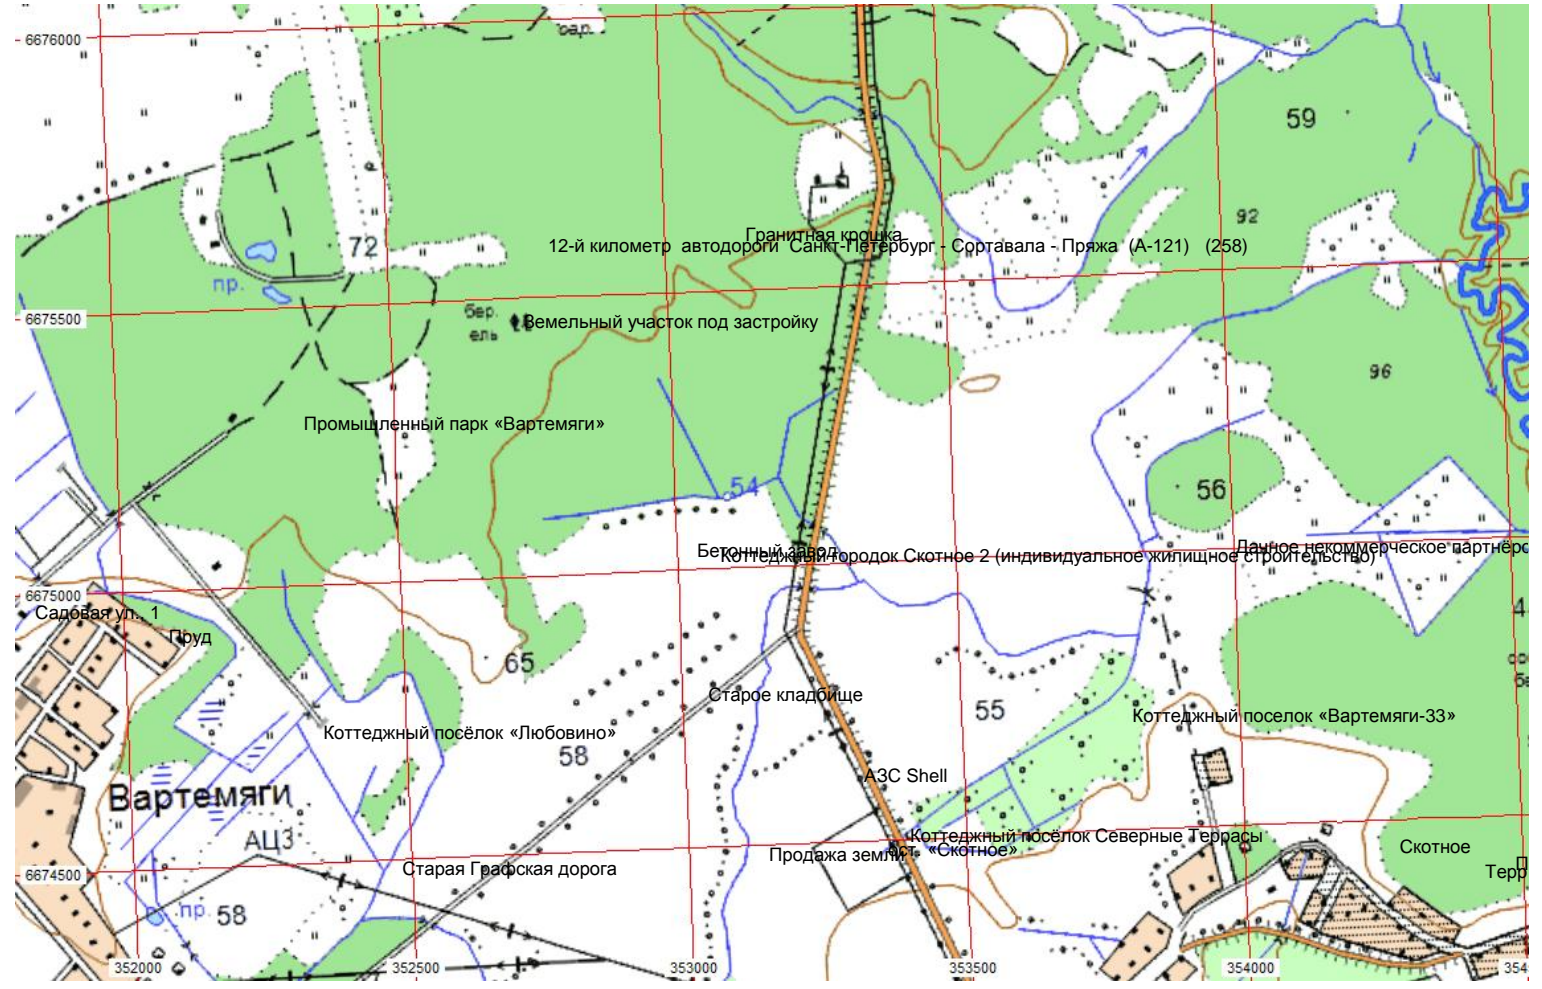 6676000
сар.
59
92
72
Гранитная крошка
12-й километр автодороги Санкт-Петербург - Сортавала - Пряжа (А-121) (258)
пр.
6675500
бер.
ель
Земельный участок под застройку
96
Промышленный парк «Вартемяги»
54
56
Бетонный завод
Коттеджный городок Скотное 2 (индивидуальное жилищное строительство)
Дачное некоммерческое партнёрс
6675000
Садовая ул., 1
Пруд
65
Старое кладбище
55
Коттеджный поселок «Вартемяги-33»
Коттеджный посёлок «Любовино»
58
АЗС Shell
Вартемяги
АЦЗ
Коттеджный посёлок Северные Террасы
Скотное
Продажа земли
ост. «Скотное»
Старая Графская дорога
6674500
Терр
пр.
58
352000
352500
353000
353500
354000
354